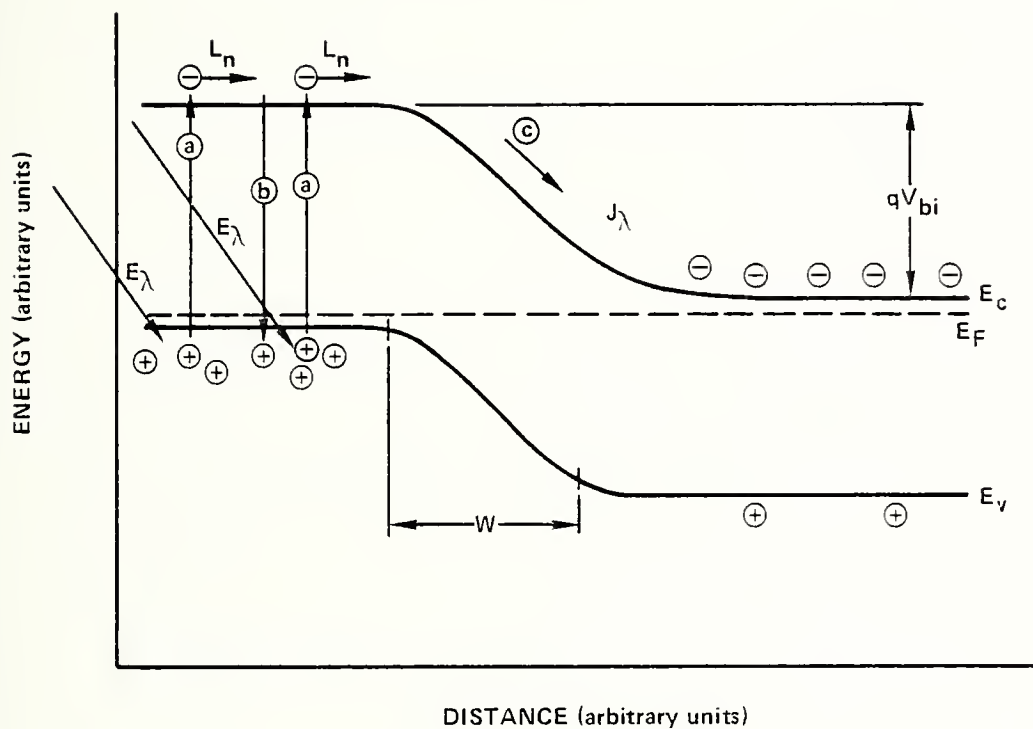 L_n
L_n
a
b
a
c
E_λ
E_λ
J_λ
qV_bi
E_c
E_F
E_v
W
ENERGY (arbitrary units)
DISTANCE (arbitrary units)